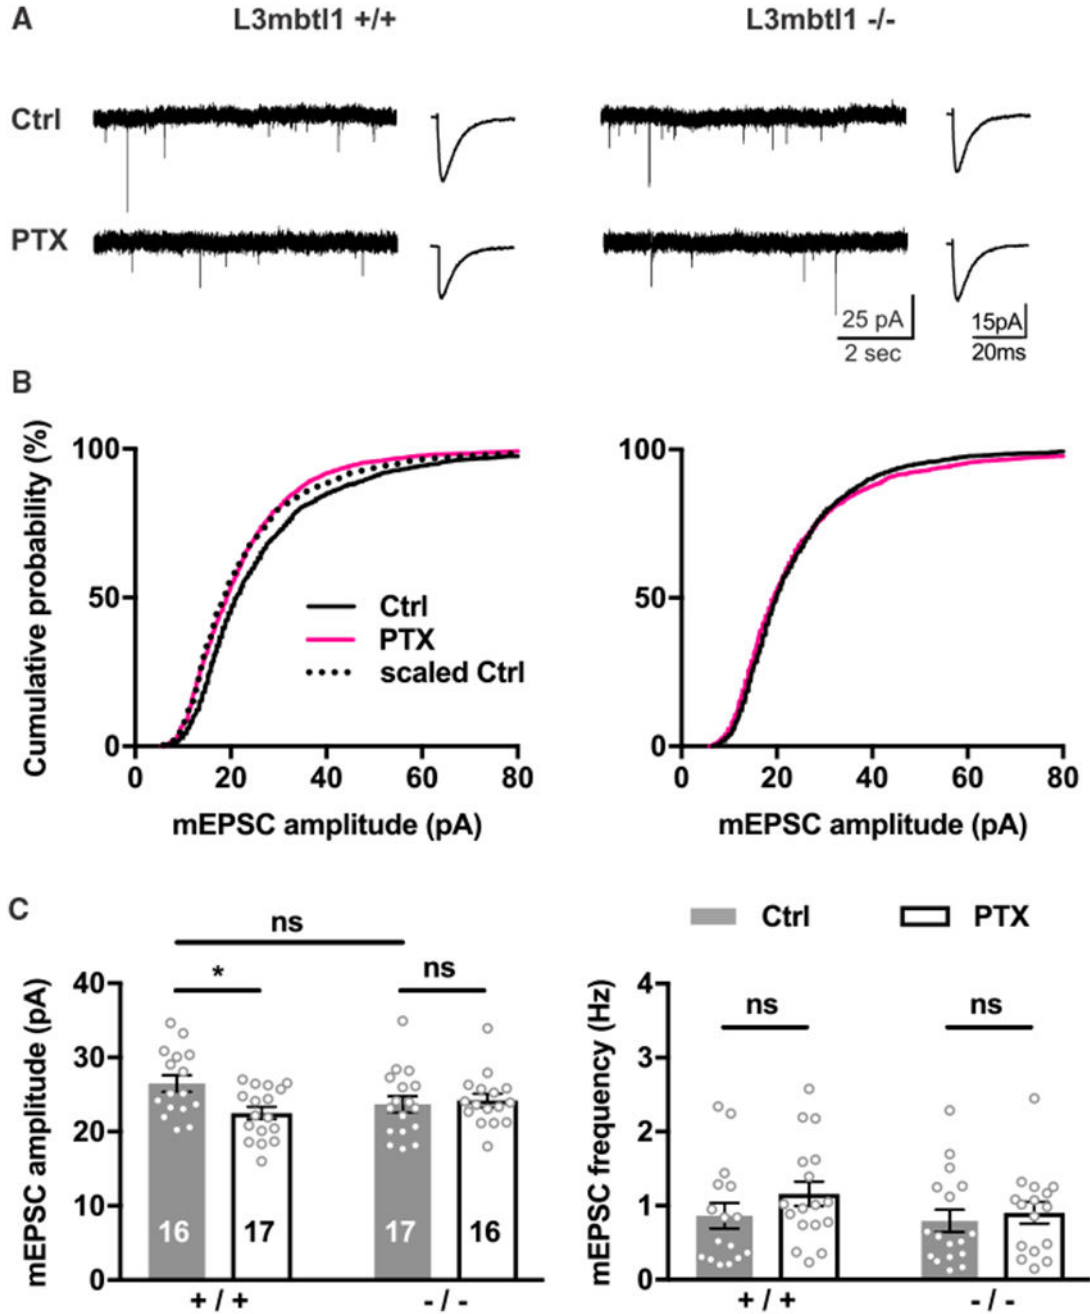 A
L3mbtl1 +/+
L3mbtl1 -/-
Ctrl
PTX
25 pA
2 sec
15pA
20ms
B
Cumulative probability (%)
100
50
0
0 20 40 60 80
mEPSC amplitude (pA)
Ctrl
PTX
scaled Ctrl
100
50
0
0 20 40 60 80
mEPSC amplitude (pA)
C
Ctrl
PTX
mEPSC amplitude (pA)
40
30
20
10
0
ns
*
ns
16
17
17
16
+ / +
- / -
mEPSC frequency (Hz)
4
3
2
1
0
ns
ns
+ / +
- / -